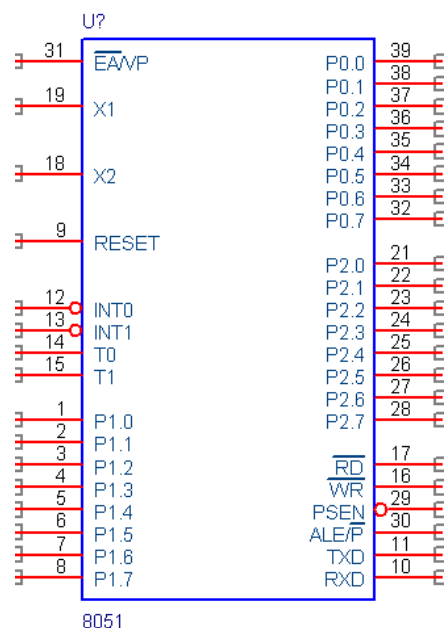 U?
31 EA/VP P0.0 39
P0.1 38
19 X1 P0.2 37
P0.3 36
P0.4 35
18 X2 P0.5 34
P0.6 33
P0.7 32
9 RESET
P2.0 21
P2.1 22
12 INT0 P2.2 23
13 INT1 P2.3 24
14 T0 P2.4 25
15 T1 P2.5 26
P2.6 27
1 P1.0 P2.7 28
2 P1.1
3 P1.2 RD 17
4 P1.3 WR 16
5 P1.4 PSEN 29
6 P1.5 ALE/P 30
7 P1.6 TXD 11
8 P1.7 RXD 10
8051